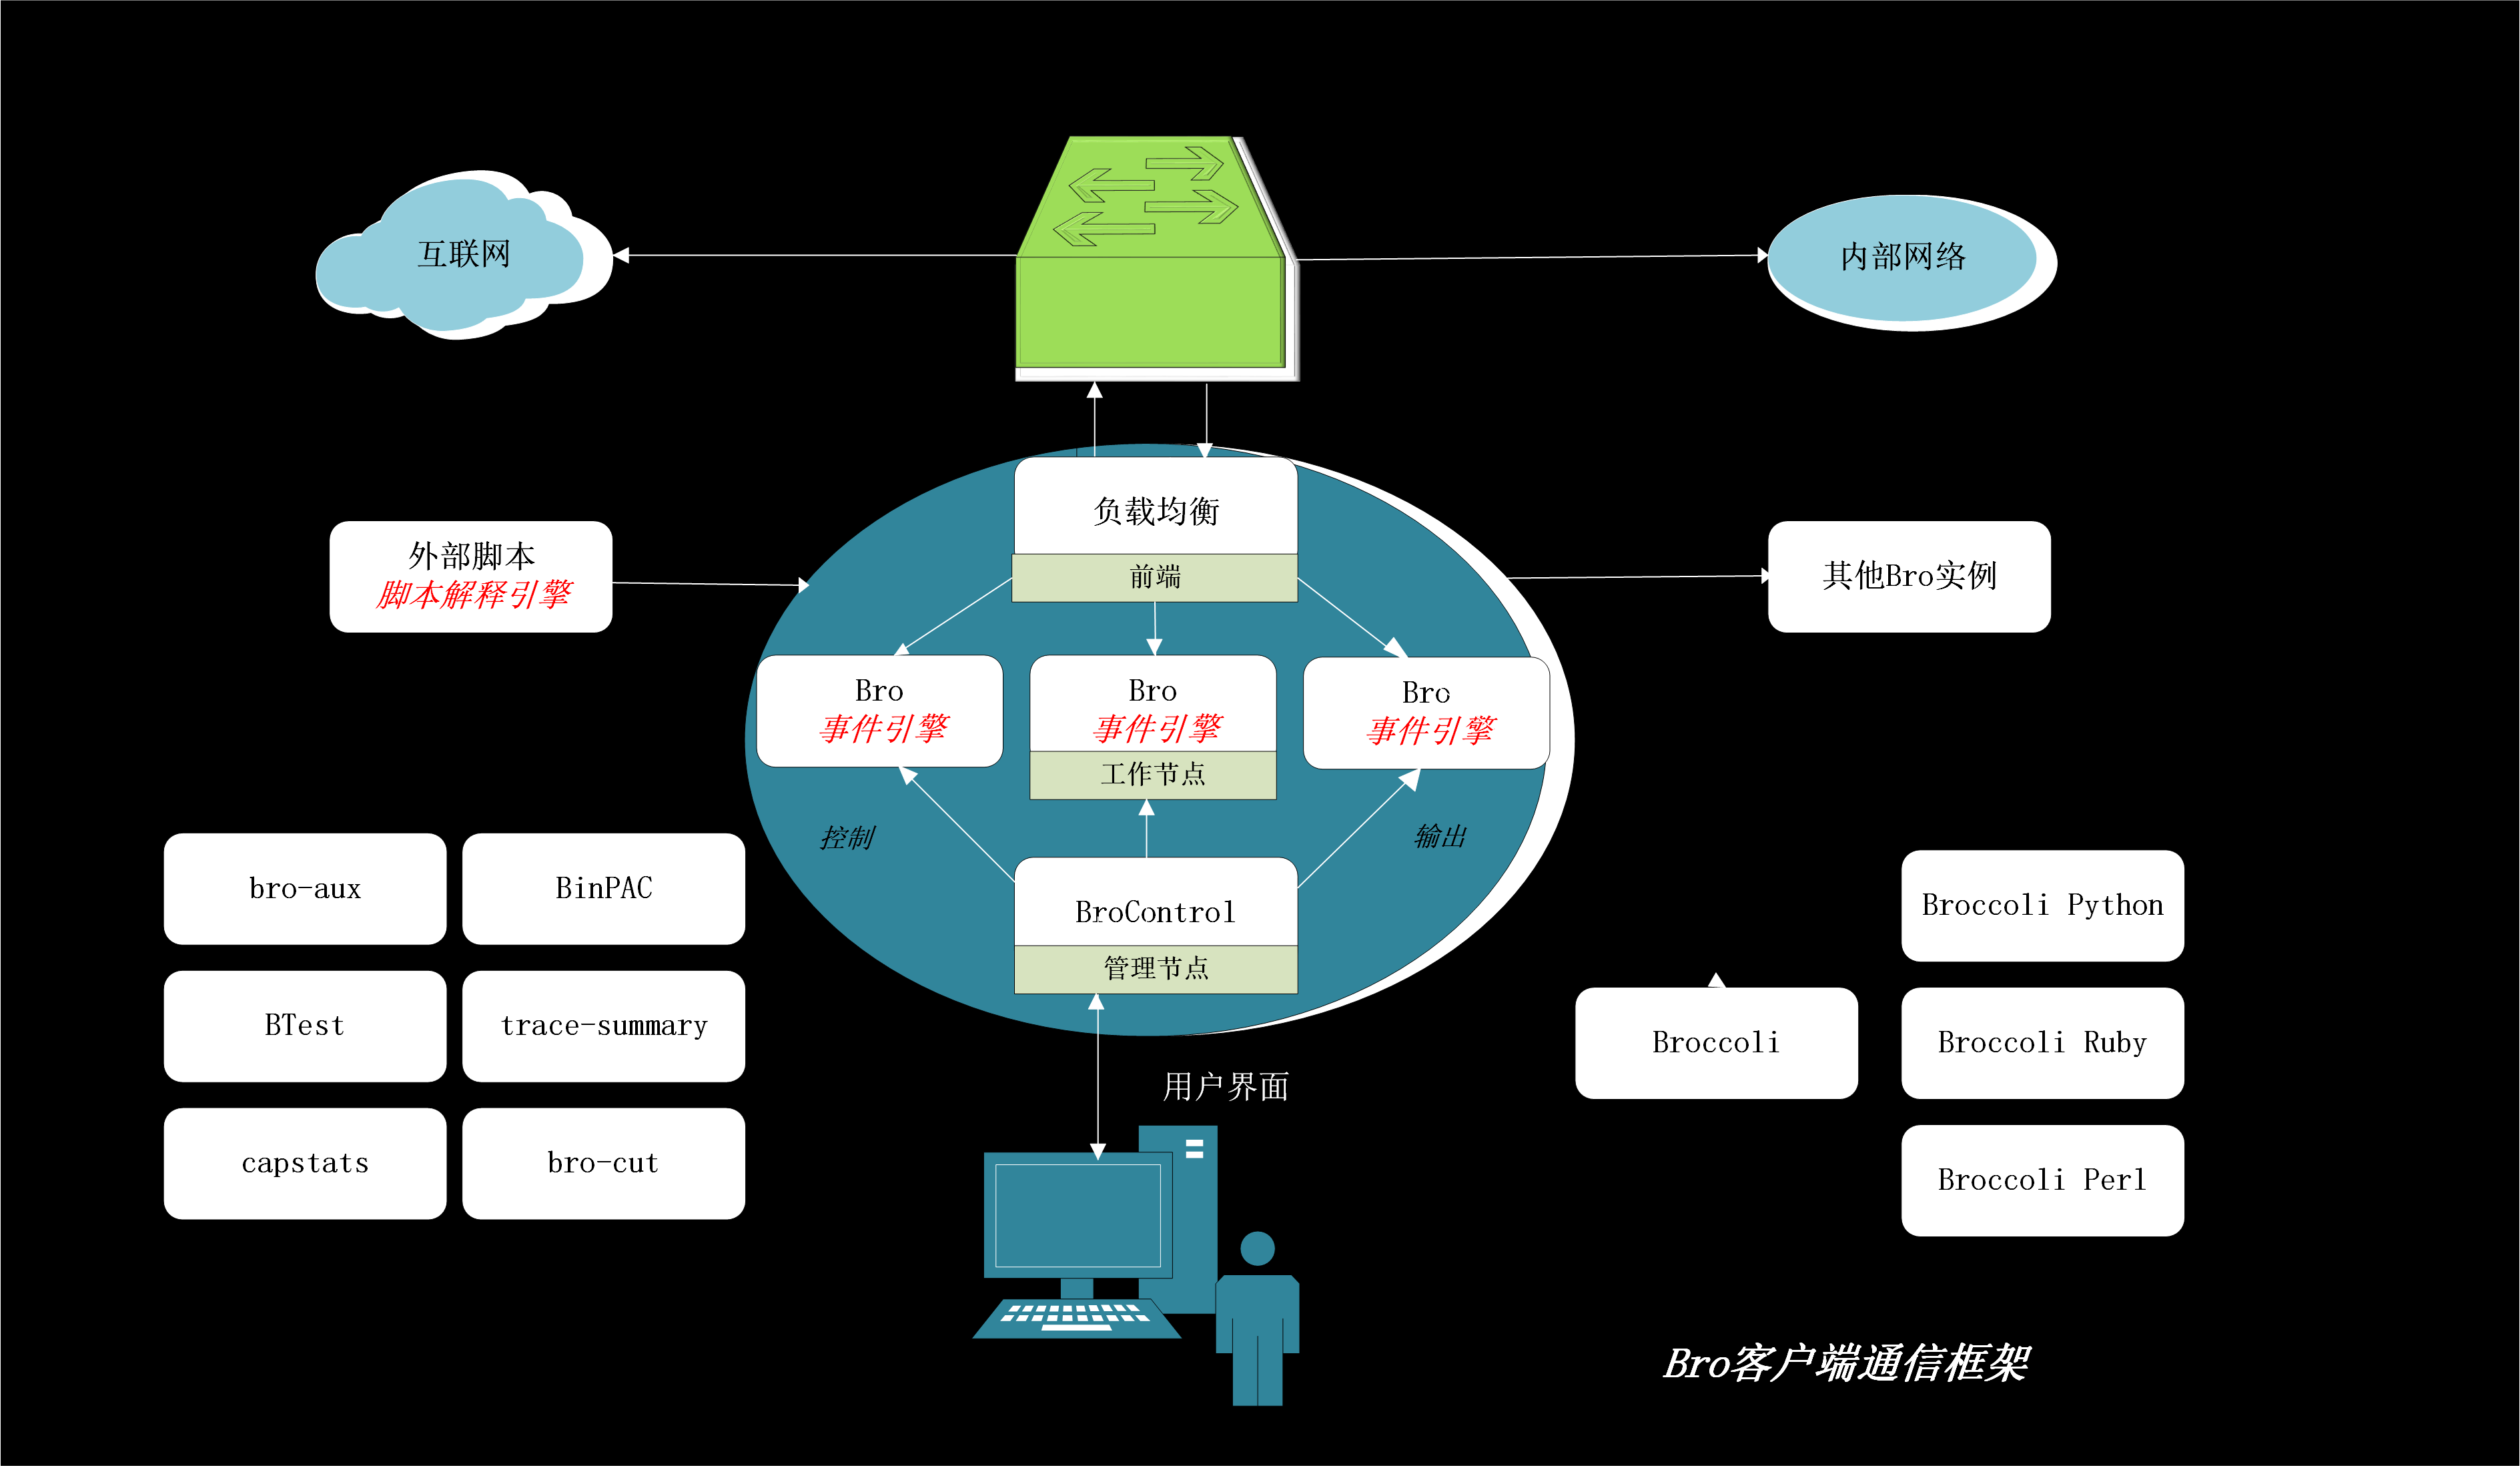 互联网
内部网络
负载均衡
前端
外部脚本
脚本解释引擎
其他Bro实例
Bro
事件引擎
Bro
事件引擎
工作节点
Bro
事件引擎
控制
输出
BroControl
管理节点
bro-aux
BinPAC
BTest
trace-summary
capstats
bro-cut
Broccoli
Broccoli Python
Broccoli Ruby
Broccoli Perl
用户界面
Bro客户端通信框架